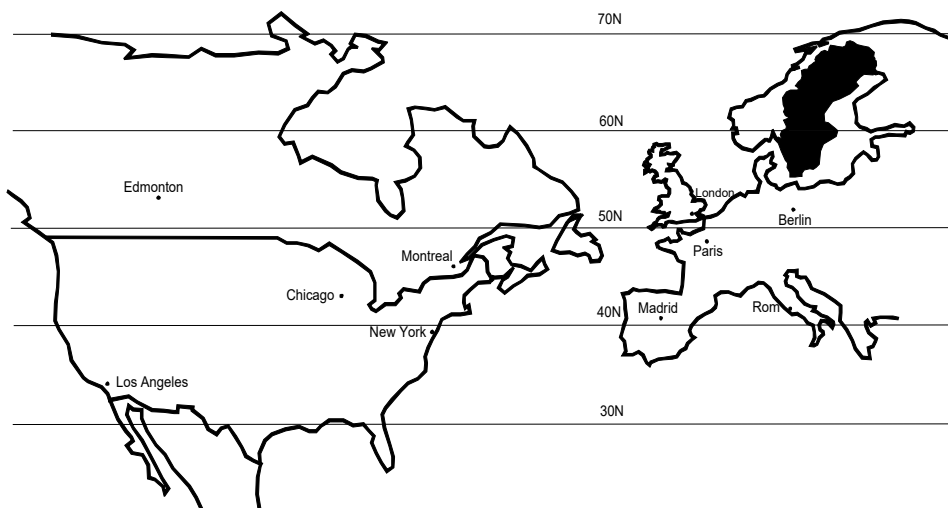 70N
60N
Edmonton
London
Berlin
50N
Montreal
Paris
Chicago
Madrid
Rom
40N
New York
Los Angeles
30N